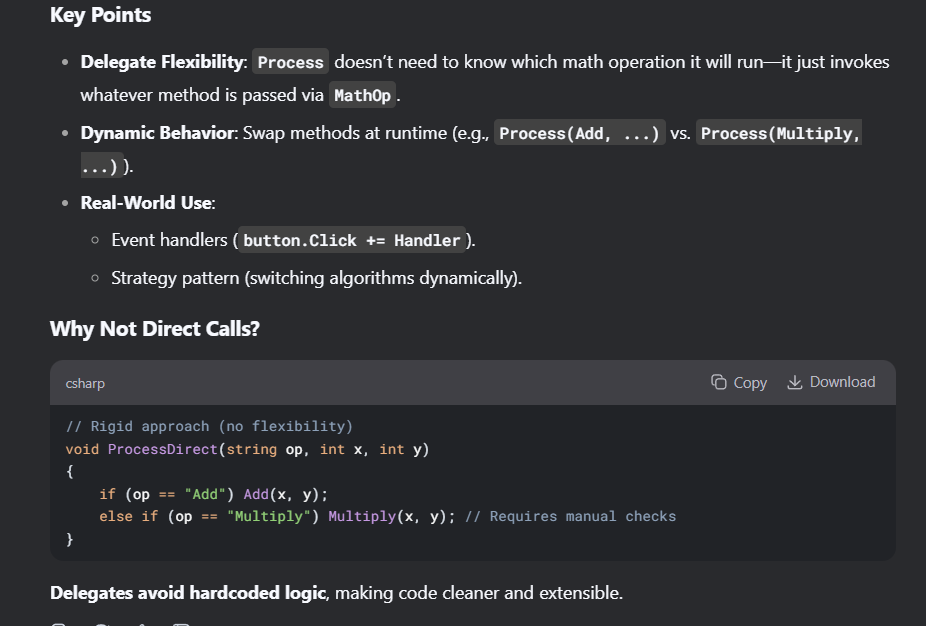 Key Points
• Delegate Flexibility: Process doesn’t need to know which math operation it will run—it just invokes
whatever method is passed via MathOp.
• Dynamic Behavior: Swap methods at runtime (e.g., Process(Add, ...) vs. Process(Multiply,
...)).
• Real-World Use:
○ Event handlers (button.Click += Handler).
○ Strategy pattern (switching algorithms dynamically).
Why Not Direct Calls?
csharp Copy Download
// Rigid approach (no flexibility)
void ProcessDirect(string op, int x, int y)
{
    if (op == "Add") Add(x, y);
    else if (op == "Multiply") Multiply(x, y); // Requires manual checks
}
Delegates avoid hardcoded logic, making code cleaner and extensible.